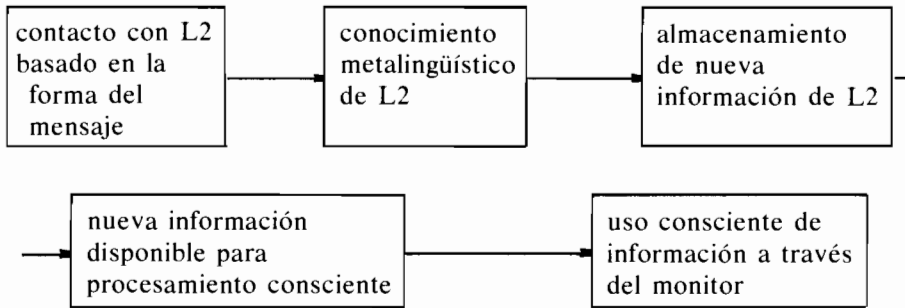 contacto con L2
basado en la
forma del
mensaje
conocimiento
metalingüístico
de L2
almacenamiento
de nueva
información de L2
nueva información
disponible para
procesamiento consciente
uso consciente de
información a través
del monitor